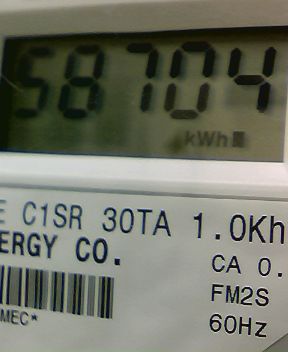 58704
kWh
E C1SR 30TA 1.0Kh
ERGY CO.
CA 0.
FM2S
MEC*
60Hz